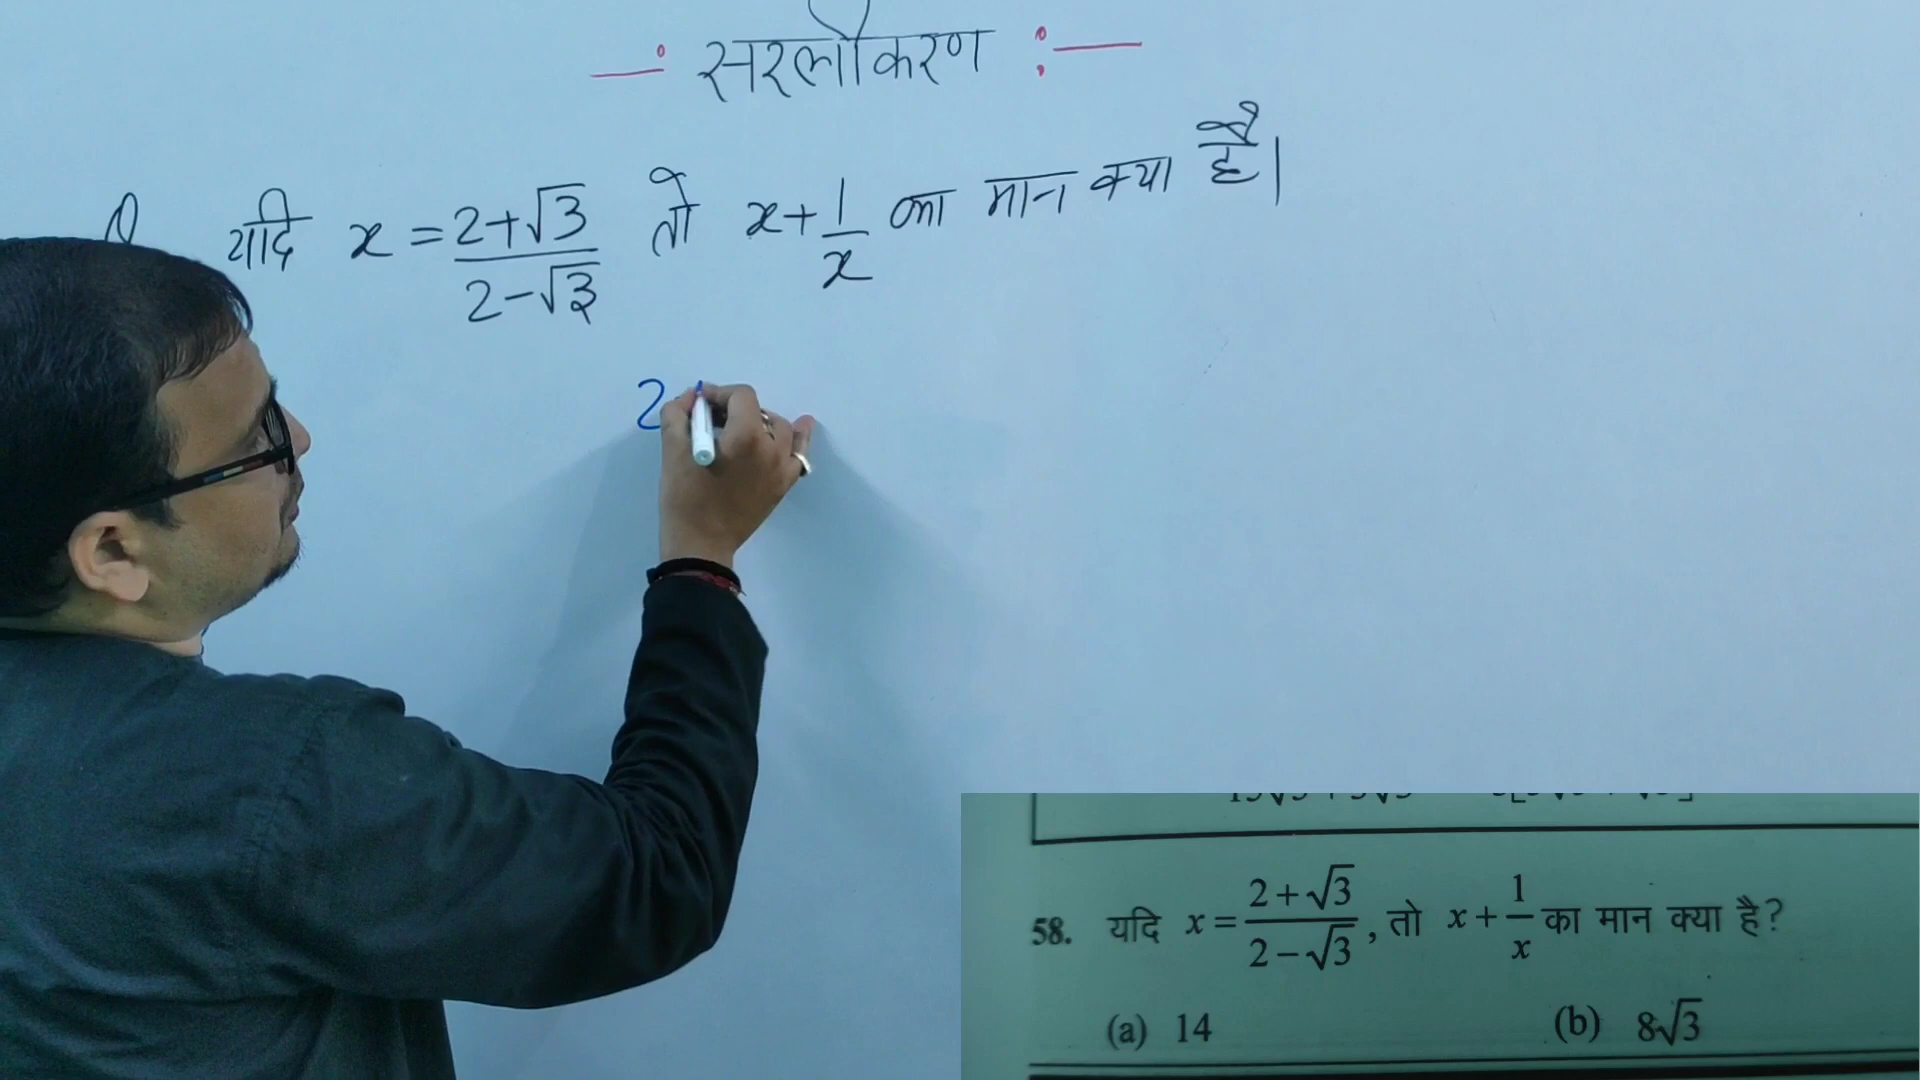 —: सरलीकरण :—
यदि x = 2+√3/2-√3 तो x+1/x का मान क्या है।
2
58. यदि x = 2+√3/2-√3, तो x+1/x का मान क्या है?
(a) 14 (b) 8√3